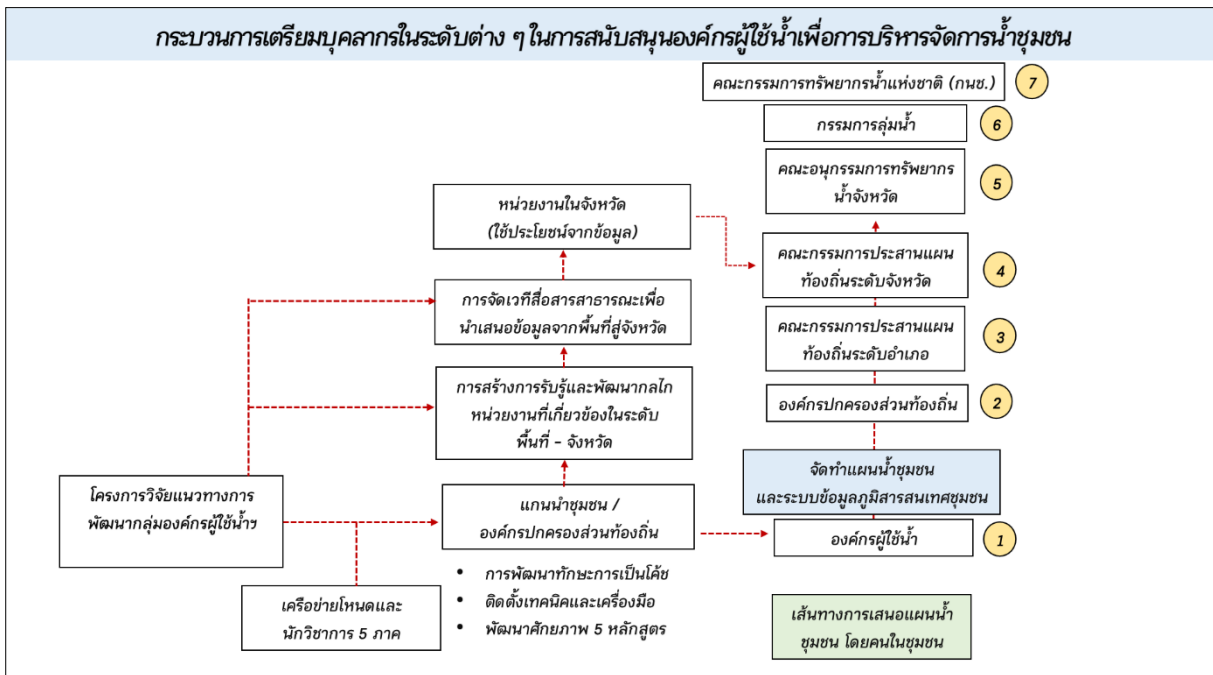 กระบวนการเตรียมบุคลากรในระดับต่าง ๆ ในการสนับสนุนองค์กรผู้ใช้น้ำเพื่อการบริหารจัดการน้ำชุมชน
คณะกรรมการทรัพยากรน้ำแห่งชาติ (กนช.)
7
กรรมการลุ่มน้ำ
6
คณะอนุกรรมการทรัพยากร
น้ำจังหวัด
5
หน่วยงานในจังหวัด
(ใช้ประโยชน์จากข้อมูล)
คณะกรรมการประสานแผน
ท้องถิ่นระดับจังหวัด
4
การจัดเวทีสื่อสารสาธารณะเพื่อ
นำเสนอข้อมูลจากพื้นที่สู่จังหวัด
คณะกรรมการประสานแผน
ท้องถิ่นระดับอำเภอ
3
การสร้างการรับรู้และพัฒนากลไก
หน่วยงานที่เกี่ยวข้องในระดับ
พื้นที่ - จังหวัด
องค์กรปกครองส่วนท้องถิ่น
2
จัดทำแผนน้ำชุมชน
และระบบข้อมูลภูมิสารสนเทศชุมชน
โครงการวิจัยแนวทางการ
พัฒนากลุ่มองค์กรผู้ใช้น้ำฯ
แกนนำชุมชน /
องค์กรปกครองส่วนท้องถิ่น
องค์กรผู้ใช้น้ำ
1
• การพัฒนาทักษะการเป็นโค้ช
• ติดตั้งเทคนิคและเครื่องมือ
• พัฒนาศักยภาพ 5 หลักสูตร
เครือข่ายโหนดและ
นักวิชาการ 5 ภาค
เส้นทางการเสนอแผนน้ำ
ชุมชน โดยคนในชุมชน